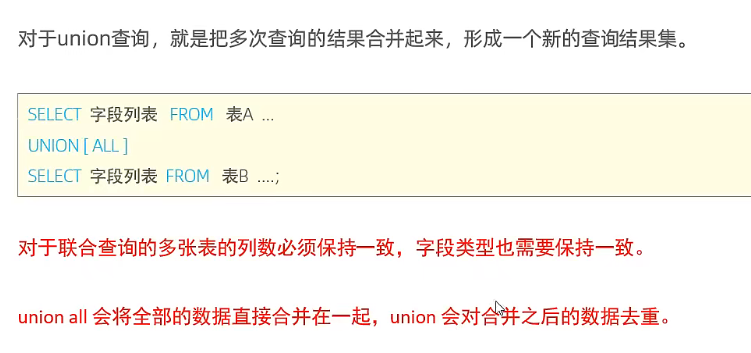 对于union查询，就是把多次查询的结果合并起来，形成一个新的查询结果集。
SELECT 字段列表 FROM 表A ...
UNION [ ALL ]
SELECT 字段列表 FROM 表B ....;
对于联合查询的多张表的列数必须保持一致，字段类型也需要保持一致。
union all 会将全部的数据直接合并在一起，union 会对合并之后的数据去重。